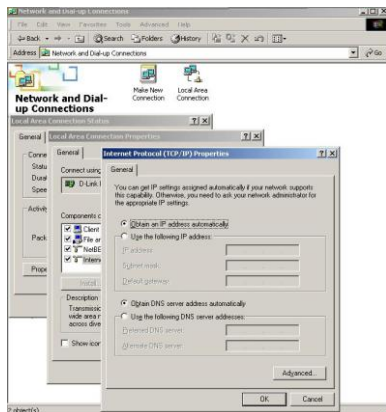 Network and Dial-up Connections
File Edit View Favorites Tools Advanced Help
Back Search Folders History
Address Network and Dial-up Connections Go
Network and Dial-
up Connections
Make New
Connection
Local Area
Connection
Local Area Connection Status
General
Local Area Connection Properties
General
Connect using
D-Link
Components c
Client
File ar
NetBE
Intern
Install
Description
Transmissic
wide area r
across dive
Show icor
Activit
Pack
Prope
Internet Protocol (TCP/IP) Properties
General
You can get IP settings assigned automatically if your network supports
this capability. Otherwise, you need to ask your network administrator for
the appropriate IP settings.
Obtain an IP address automatically
Use the following IP address:
IP address:
Subnet mask:
Default gateway:
Obtain DNS server address automatically
Use the following DNS server addresses:
Preferred DNS server:
Alternate DNS server:
Advanced...
OK Cancel
2 object(s)